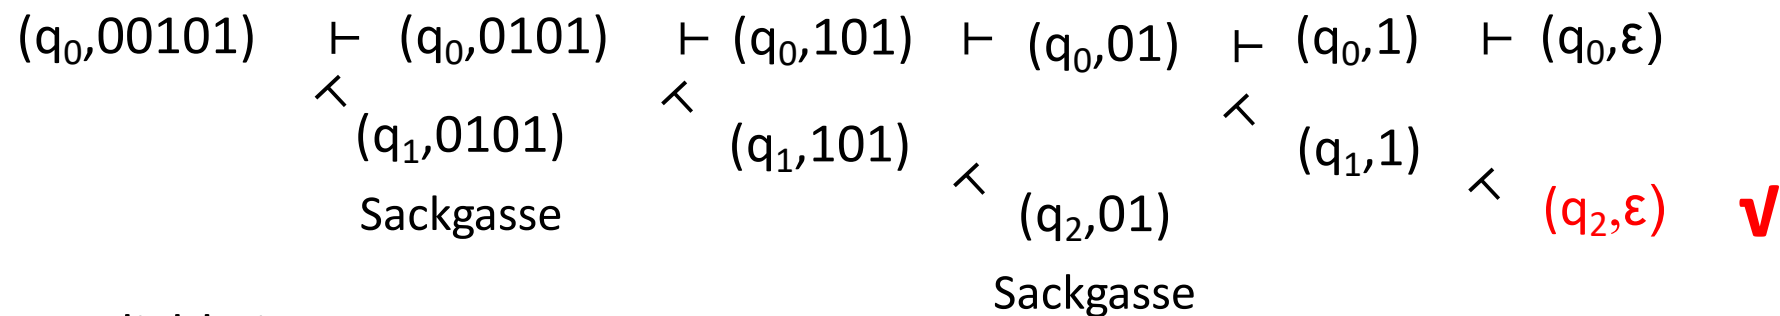 (q₀,00101) ⊢ (q₀,0101) ⊢ (q₀,101) ⊢ (q₀,01) ⊢ (q₀,1) ⊢ (q₀,ε)
⊢ (q₁,0101) ⊢ (q₁,101) ⊢ (q₁,1)
Sackgasse ⊢ (q₂,01) ⊢ (q₂,ε) √
Sackgasse